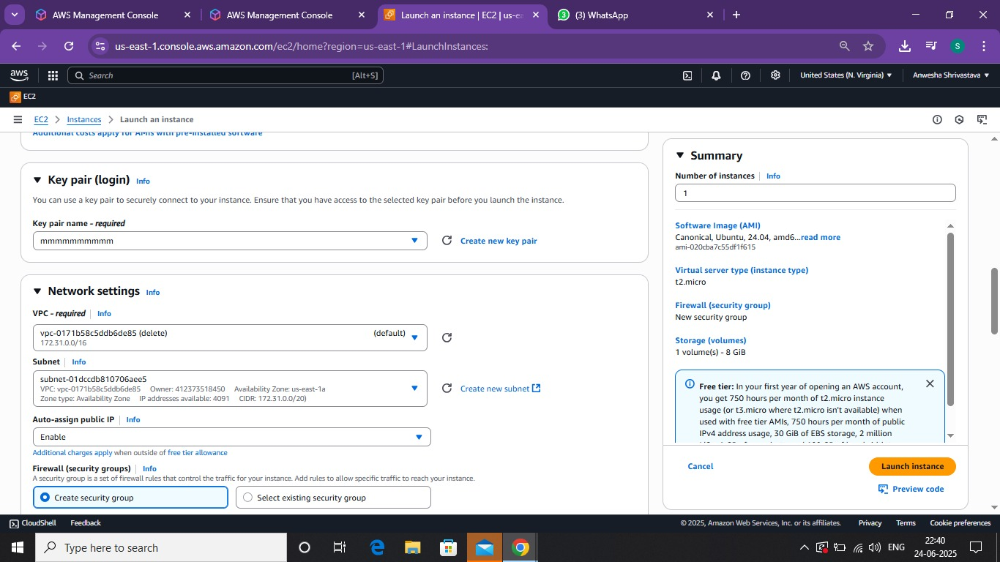 AWS Management Console
AWS Management Console
Launch an instance | EC2 | us-ea
(3) WhatsApp
us-east-1.console.aws.amazon.com/ec2/home?region=us-east-1#LaunchInstances:
S
aws
Search
[Alt+S]
United States (N. Virginia)
Anwesha Shrivastava
EC2
EC2
Instances
Launch an instance
Additional costs apply for AMIs with pre-installed software
Key pair (login)
Info
You can use a key pair to securely connect to your instance. Ensure that you have access to the selected key pair before you launch the instance.
Key pair name - required
mmmmmmmmmm
Create new key pair
Network settings
Info
VPC - required
Info
vpc-0171b58c5ddb6de85 (delete)
(default)
172.31.0.0/16
Subnet
Info
subnet-01dccdb810706aee5
VPC: vpc-0171b58c5ddb6de85 Owner: 412373518450 Availability Zone: us-east-1a
Zone type: Availability Zone IP addresses available: 4091 CIDR: 172.31.0.0/20)
Create new subnet
Auto-assign public IP
Info
Enable
Additional charges apply when outside of free tier allowance
Firewall (security groups)
Info
A security group is a set of firewall rules that control the traffic for your instance. Add rules to allow specific traffic to reach your instance.
Create security group
Select existing security group
Summary
Number of instances
Info
1
Software Image (AMI)
Canonical, Ubuntu, 24.04, amd6...read more
ami-020cba7c55df1f615
Virtual server type (instance type)
t2.micro
Firewall (security group)
New security group
Storage (volumes)
1 volume(s) - 8 GiB
Free tier: In your first year of opening an AWS account,
you get 750 hours per month of t2.micro instance
usage (or t3.micro where t2.micro isn't available) when
used with free tier AMIs, 750 hours per month of public
IPv4 address usage, 30 GiB of EBS storage, 2 million
Cancel
Launch instance
Preview code
CloudShell
Feedback
© 2025, Amazon Web Services, Inc. or its affiliates.
Privacy
Terms
Cookie preferences
Type here to search
ENG
22:40
24-06-2025